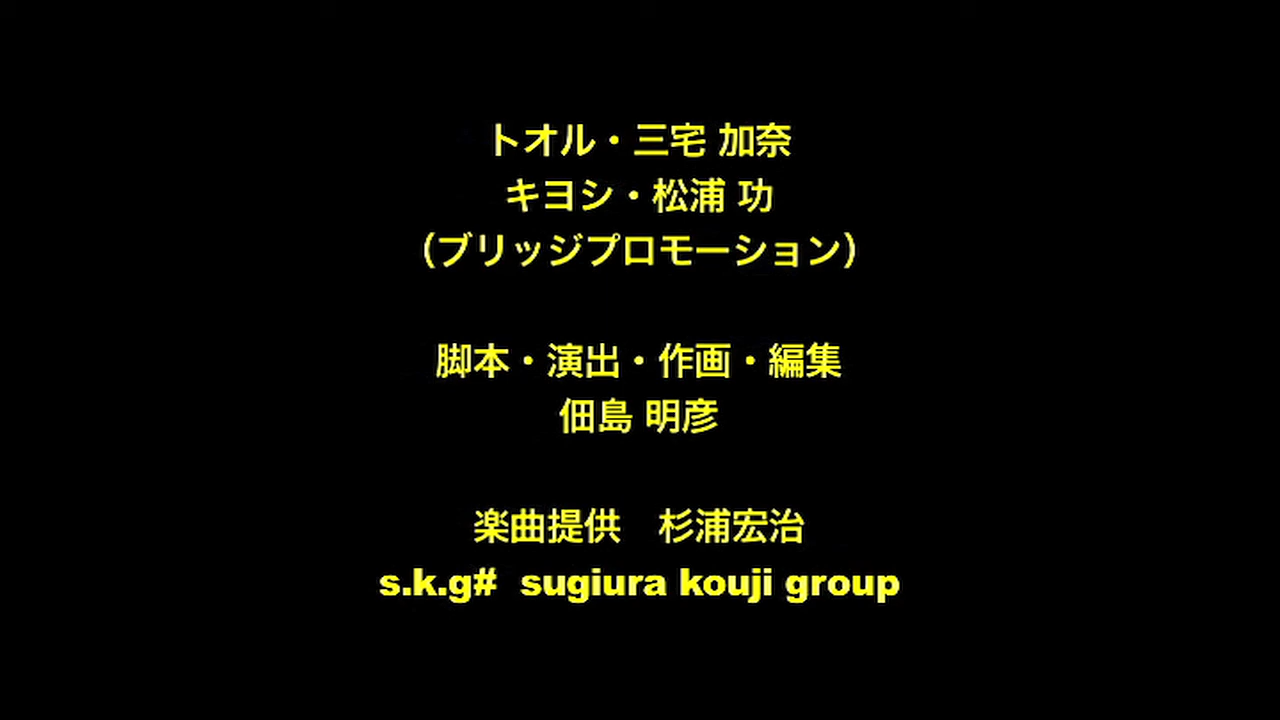 トオル・三宅 加奈
キヨシ・松浦 功
（ブリッジプロモーション）
脚本・演出・作画・編集
佃島 明彦
楽曲提供　杉浦宏治
s.k.g#  sugiura kouji group